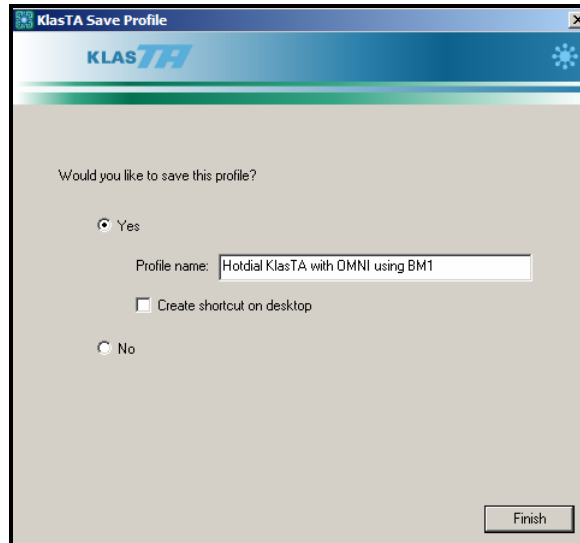 KlasTA Save Profile
KLASTA
Would you like to save this profile?
Yes
Profile name: Hotdial KlasTA with OMNI using BM1
Create shortcut on desktop
No
Finish